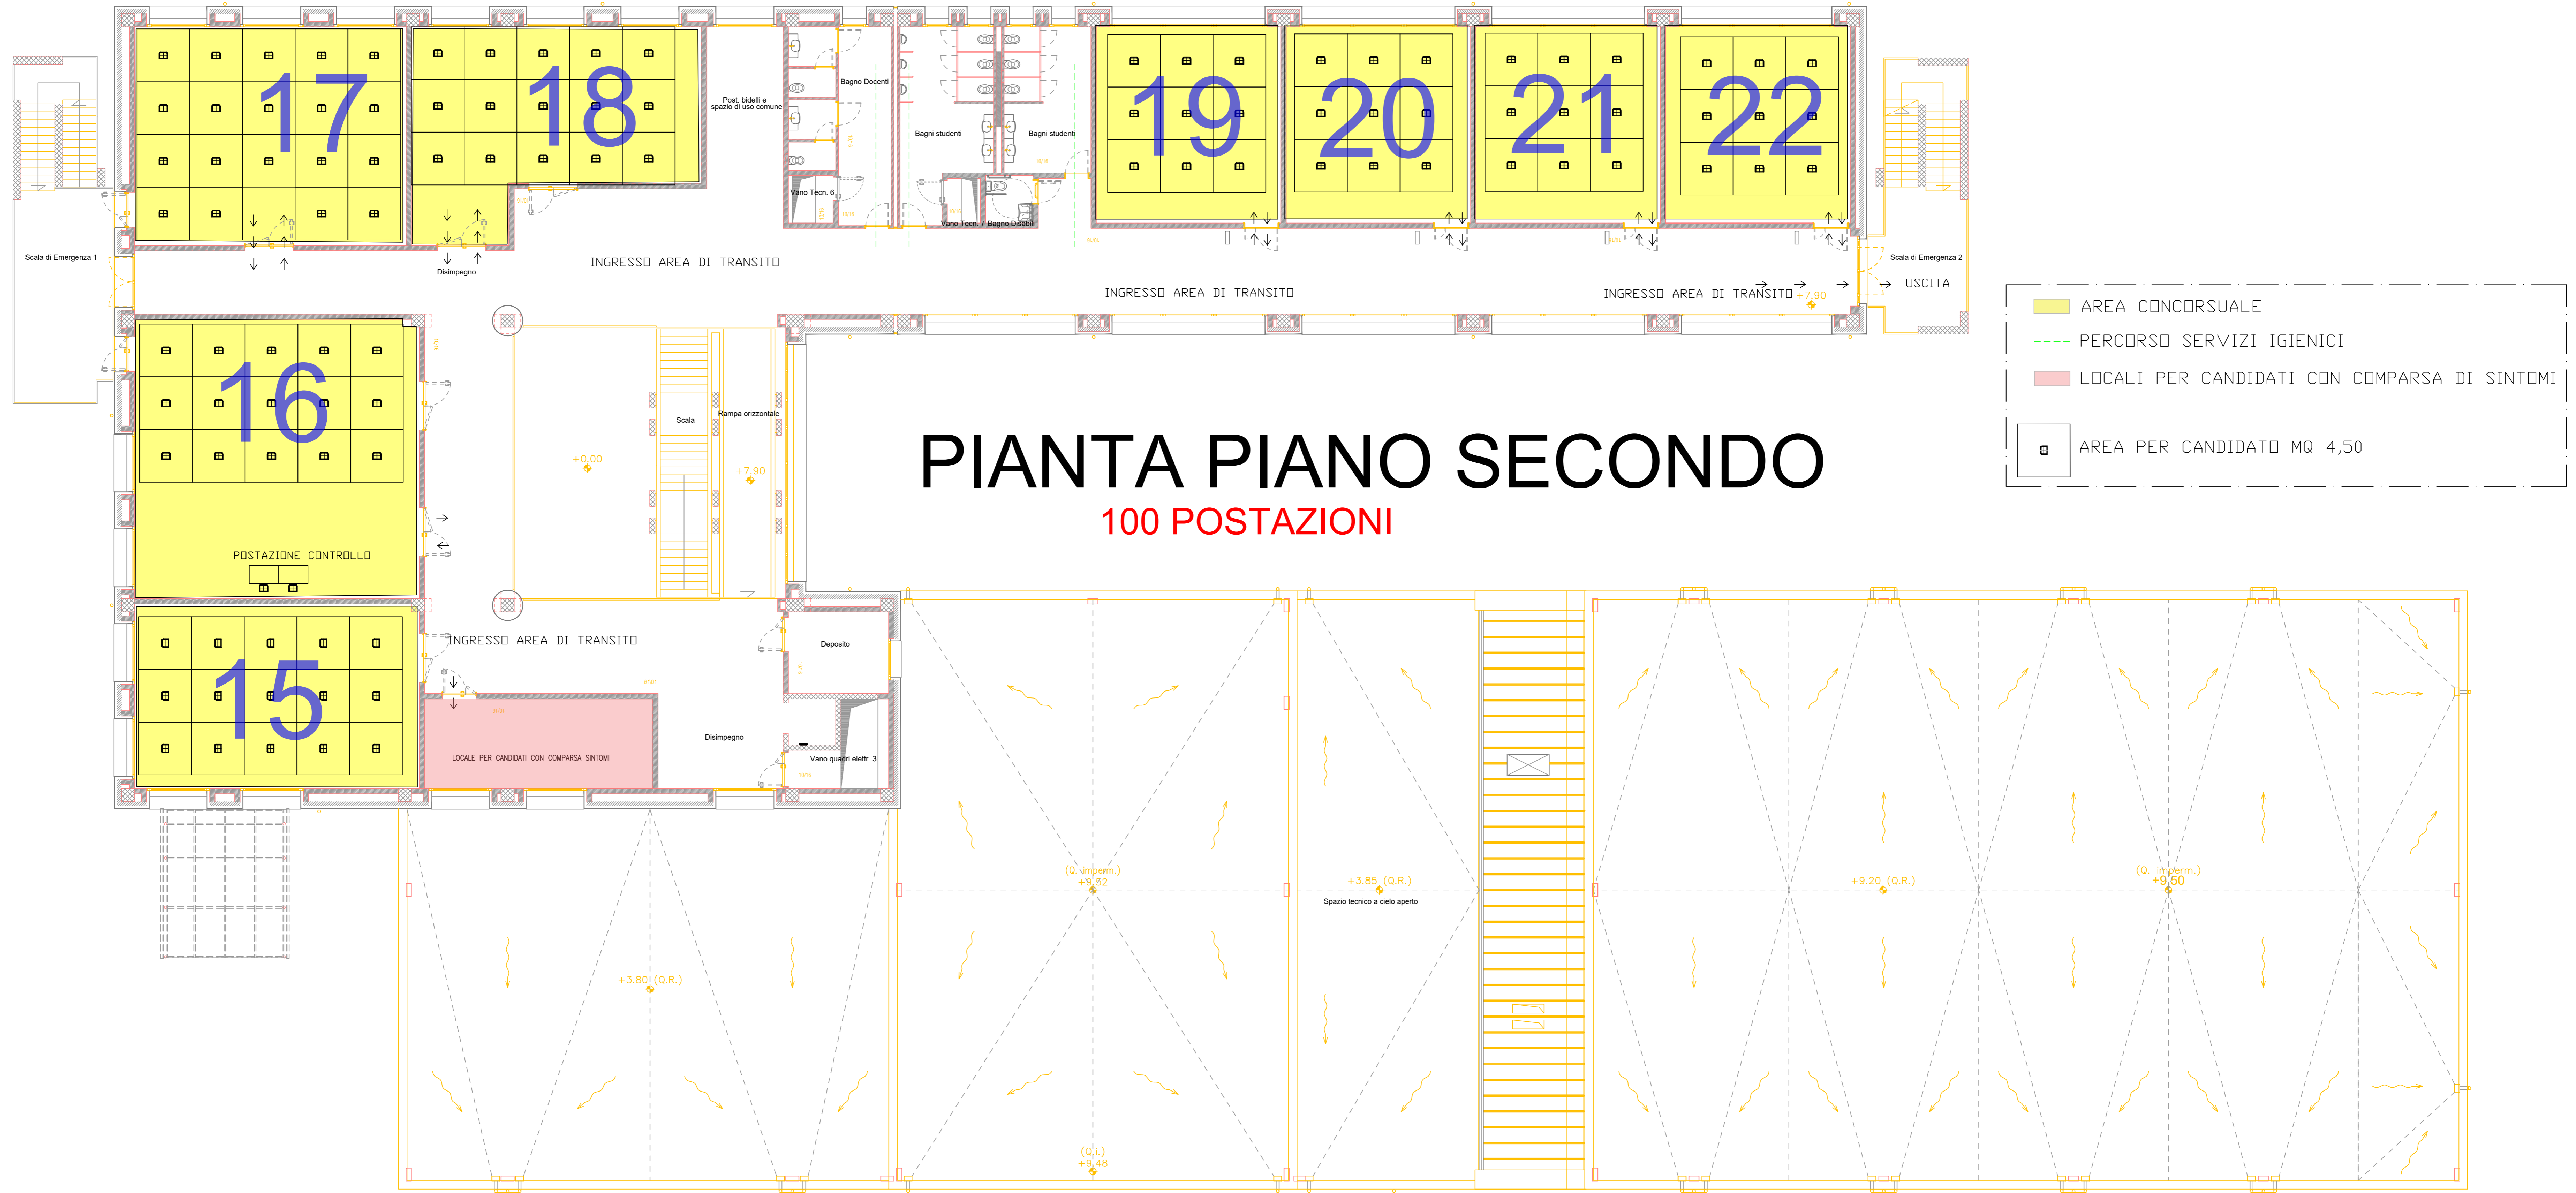 17
18
19
20
21
22
Post. bidelli e
spazio di uso comune
Bagno Docenti
Bagni studenti
Bagni studenti
Vano Tecn. 6
Vano Tecn. 7
Bagno Disabili
Scala di Emergenza 1
Disimpegno
INGRESSO AREA DI TRANSITO
INGRESSO AREA DI TRANSITO
INGRESSO AREA DI TRANSITO
+7.90
Scala di Emergenza 2
USCITA
AREA CONCORSUALE
PERCORSO SERVIZI IGIENICI
LOCALI PER CANDIDATI CON COMPARSA DI SINTOMI
AREA PER CANDIDATO MQ 4,50
16
Scala
Rampa orizzontale
+0.00
+7.90
PIANTA PIANO SECONDO
100 POSTAZIONI
POSTAZIONE CONTROLLO
15
INGRESSO AREA DI TRANSITO
Deposito
Disimpegno
LOCALE PER CANDIDATI CON COMPARSA SINTOMI
Vano quadri elettr. 3
(Q. imperm.)
+9.52
+3.85 (Q.R.)
Spazio tecnico a cielo aperto
+9.20 (Q.R.)
(Q. imperm.)
+9.50
+3.80 (Q.R.)
(Q.I.)
+9.48